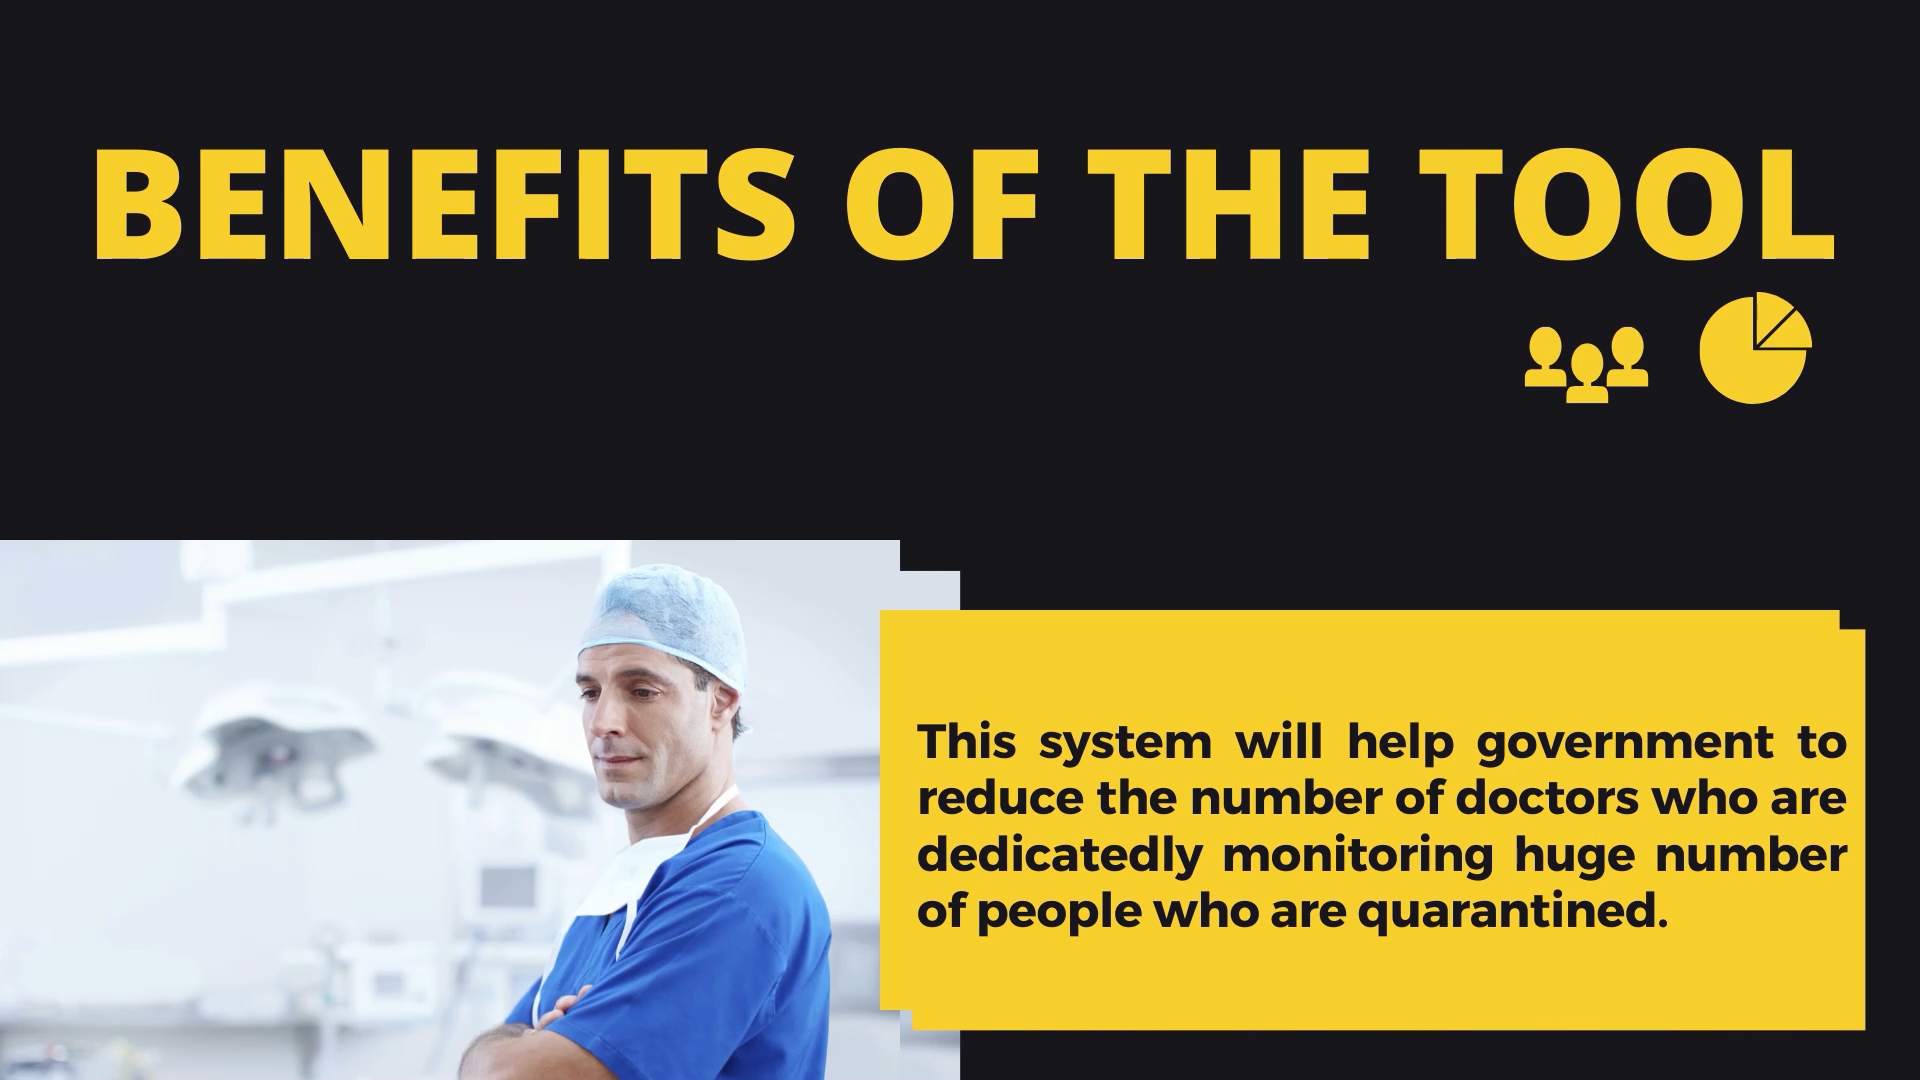 BENEFITS OF THE TOOL
This system will help government to
reduce the number of doctors who are
dedicatedly monitoring huge number
of people who are quarantined.